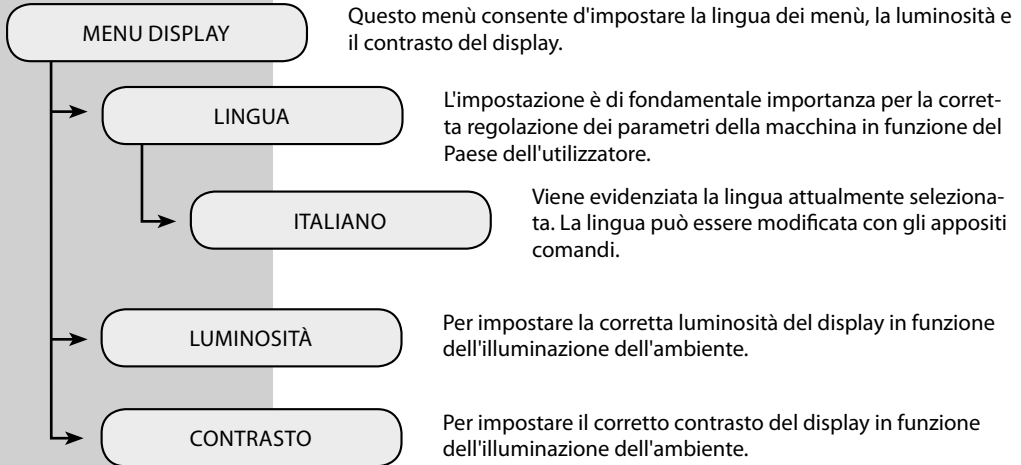 MENU DISPLAY
Questo menù consente d'impostare la lingua dei menù, la luminosità e
il contrasto del display.
LINGUA
L'impostazione è di fondamentale importanza per la corret-
ta regolazione dei parametri della macchina in funzione del
Paese dell'utilizzatore.
ITALIANO
Viene evidenziata la lingua attualmente seleziona-
ta. La lingua può essere modificata con gli appositi
comandi.
LUMINOSITÀ
Per impostare la corretta luminosità del display in funzione
dell'illuminazione dell'ambiente.
CONTRASTO
Per impostare il corretto contrasto del display in funzione
dell'illuminazione dell'ambiente.